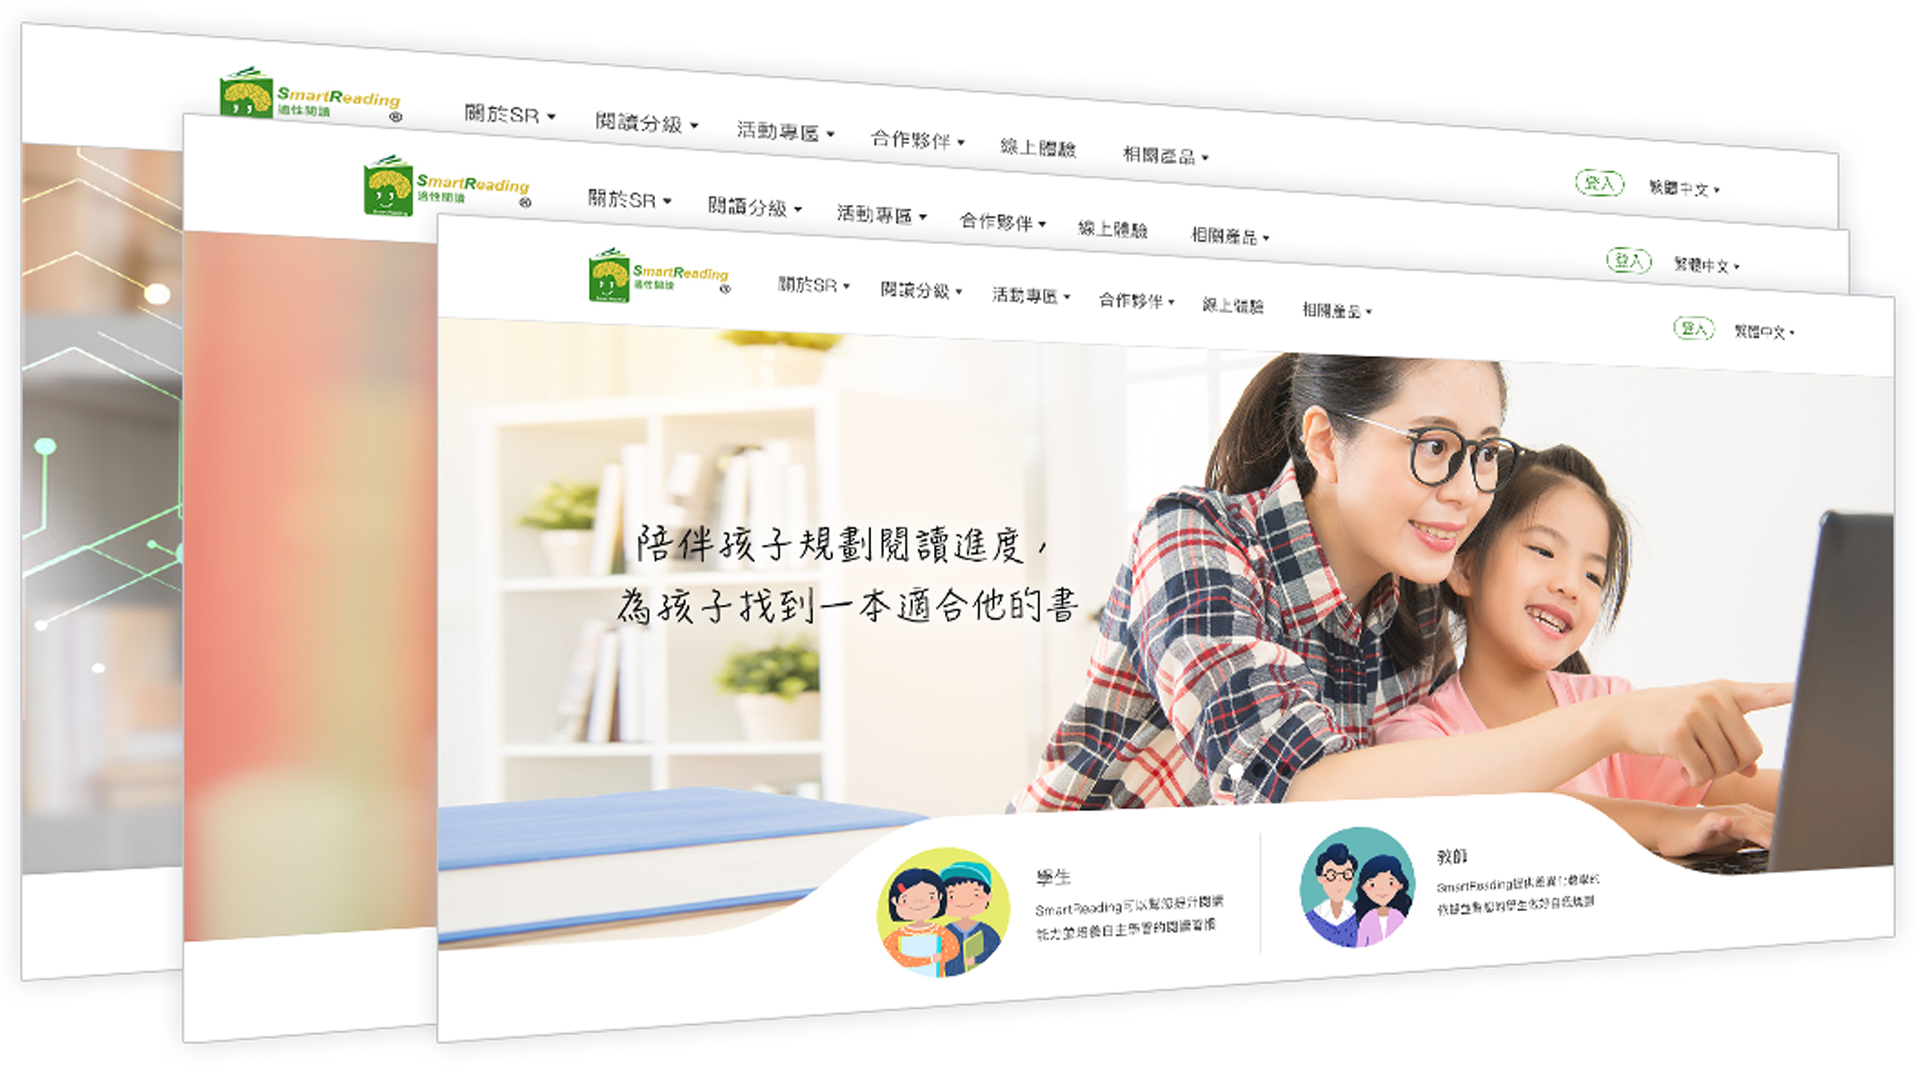 SmartReading
適性閱讀
®
關於SR
閱讀分級
活動專區
合作夥伴
線上體驗
相關產品
登入
繁體中文
SmartReading
適性閱讀
®
關於SR
閱讀分級
活動專區
合作夥伴
線上體驗
相關產品
登入
繁體中文
SmartReading
適性閱讀
®
關於SR
閱讀分級
活動專區
合作夥伴
線上體驗
相關產品
登入
繁體中文
陪伴孩子規劃閱讀進度，
為孩子找到一本適合他的書
學生
SmartReading可以幫您提升閱讀
能力並培養自主學習的閱讀習慣
教師
SmartReading提供差異化教學的